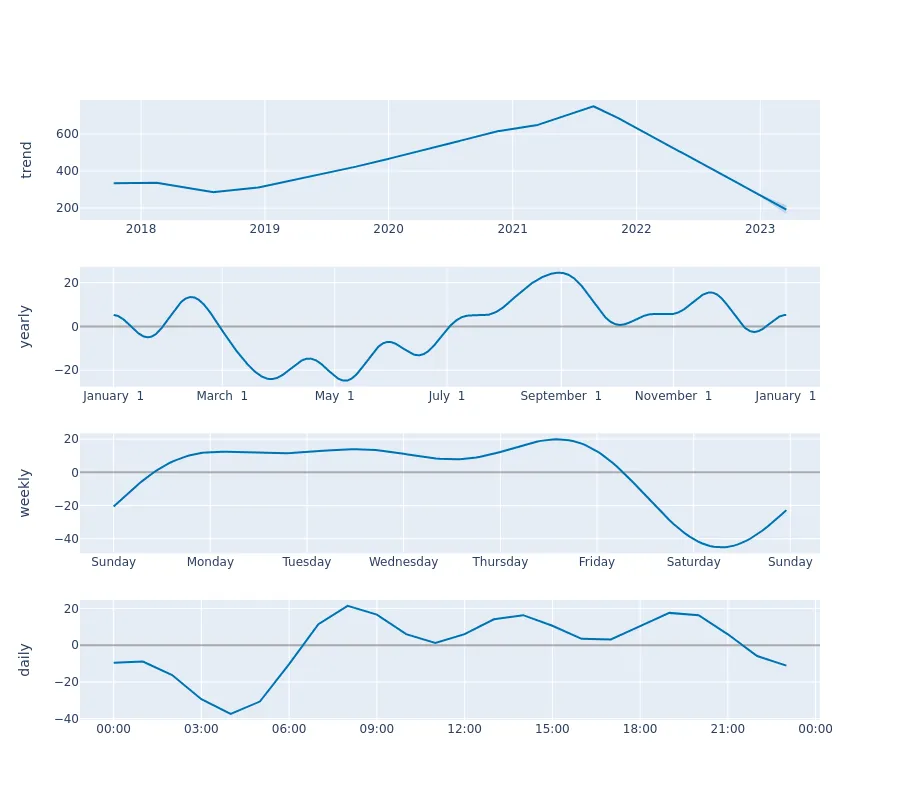 trend
600
400
200
2018 2019 2020 2021 2022 2023
yearly
20
0
−20
January 1 March 1 May 1 July 1 September 1 November 1 January 1
weekly
20
0
−20
−40
Sunday Monday Tuesday Wednesday Thursday Friday Saturday Sunday
daily
20
0
−20
−40
00:00 03:00 06:00 09:00 12:00 15:00 18:00 21:00 00:00